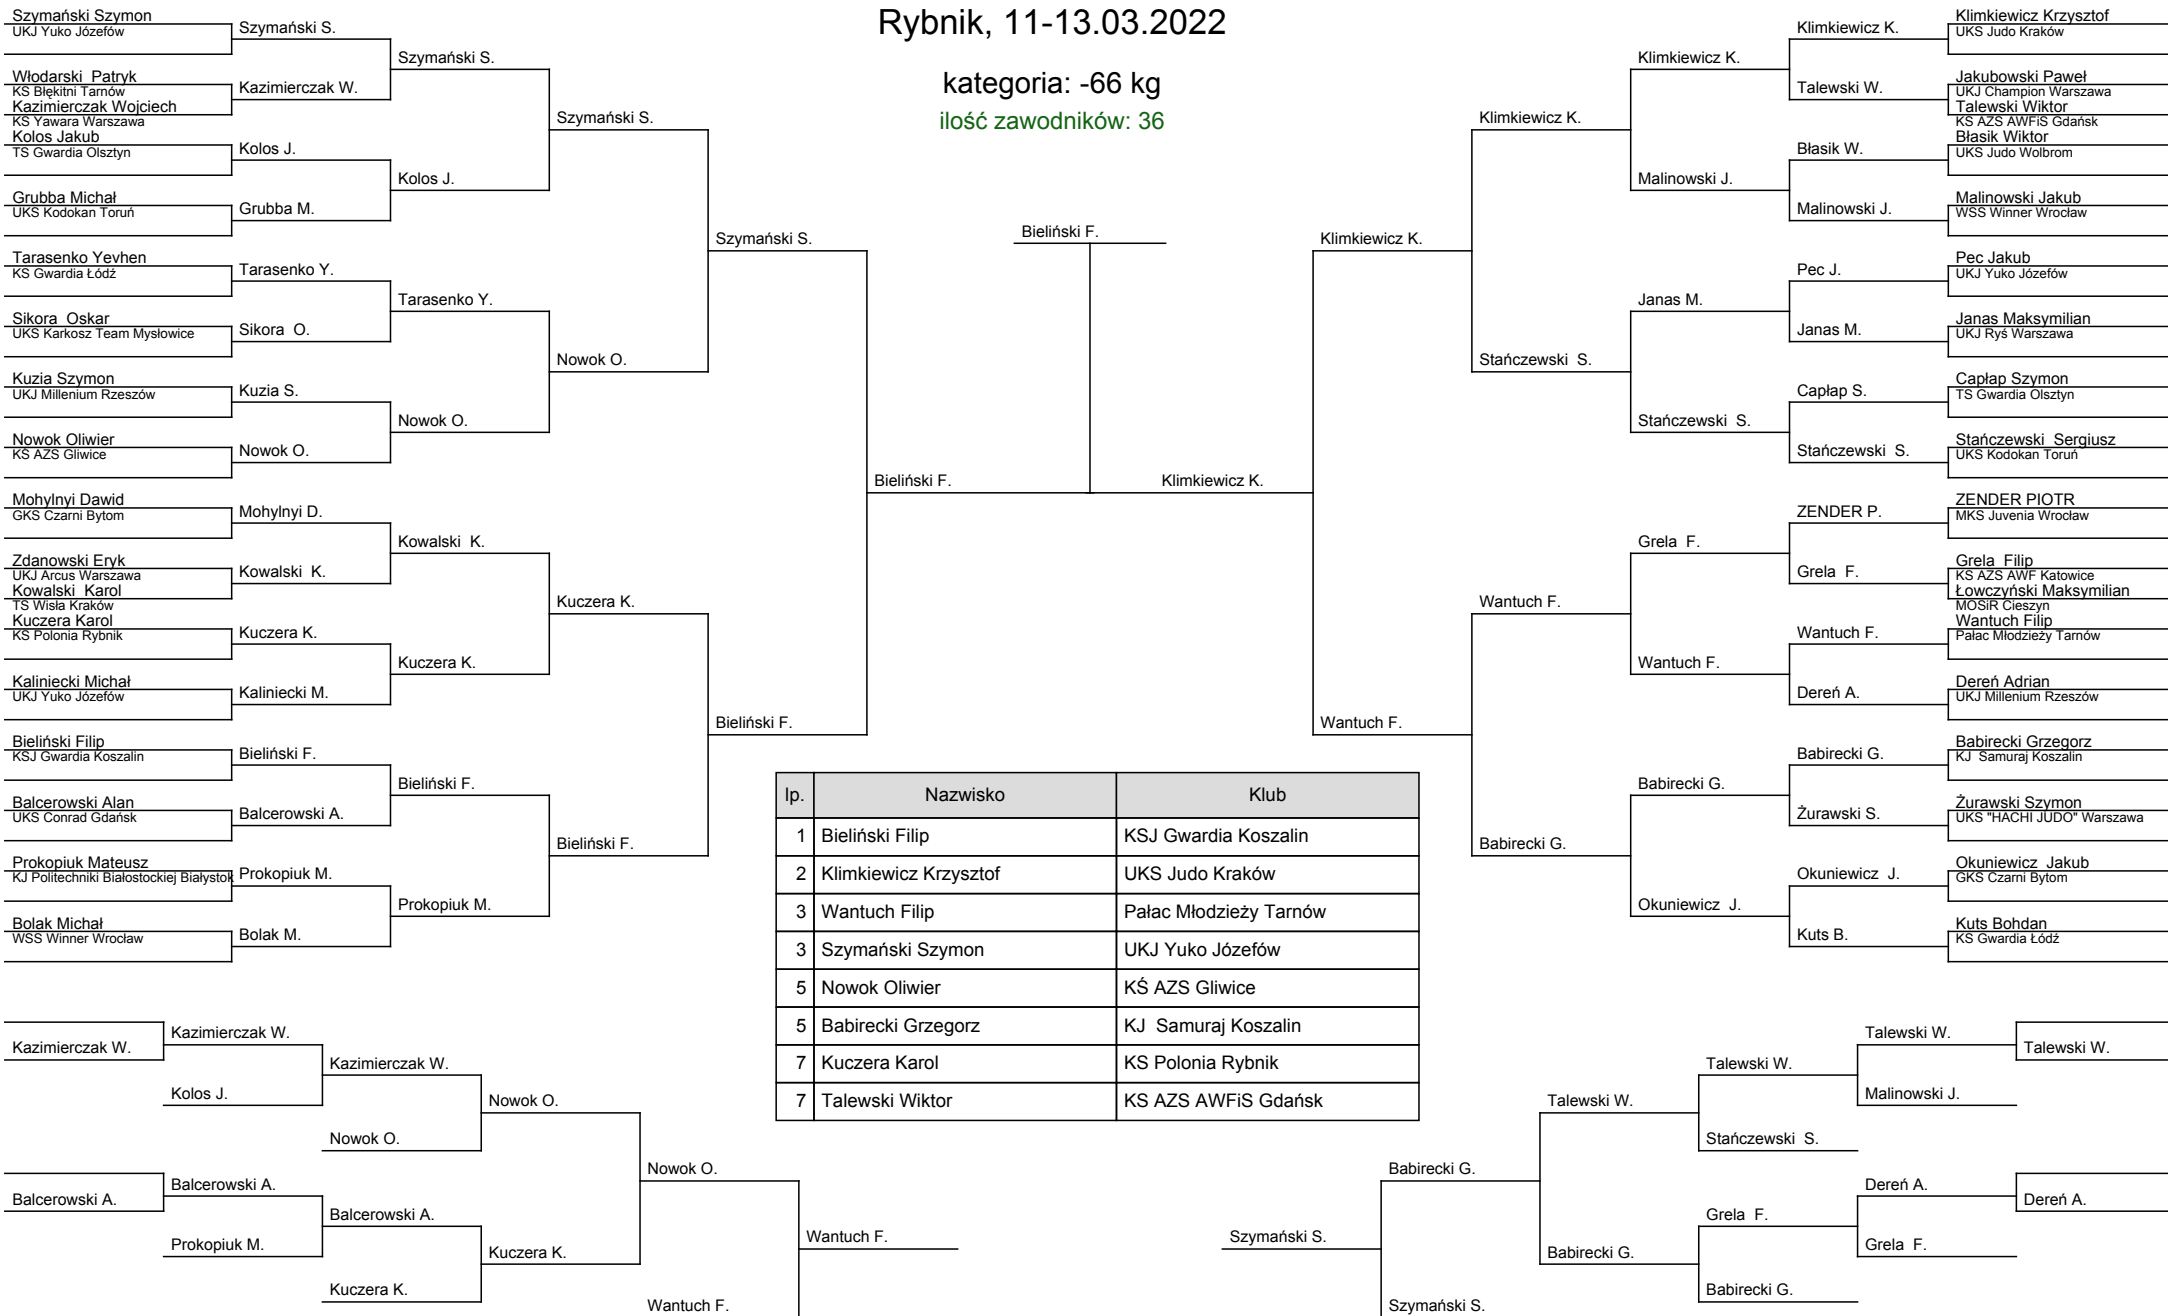 Rybnik, 11-13.03.2022
kategoria: -66 kg
ilość zawodników: 36
Szymański Szymon
UKJ Yuko Józefów
Włodarski  Patryk
KS Błękitni Tarnów
Kazimierczak Wojciech
KS Yawara Warszawa
Kolos Jakub
TS Gwardia Olsztyn
Grubba Michał
UKS Kodokan Toruń
Tarasenko Yevhen
KS Gwardia Łódź
Sikora  Oskar
UKS Karkosz Team Mysłowice
Kuzia Szymon
UKJ Millenium Rzeszów
Nowok Oliwier
KŚ AZS Gliwice
Mohylnyi Dawid
GKS Czarni Bytom
Zdanowski Eryk
UKJ Arcus Warszawa
Kowalski  Karol
TS Wisła Kraków
Kuczera Karol
KS Polonia Rybnik
Kaliniecki Michał
UKJ Yuko Józefów
Bieliński Filip
KSJ Gwardia Koszalin
Balcerowski Alan
UKS Conrad Gdańsk
Prokopiuk Mateusz
KJ Politechniki Białostockiej Białystok
Bolak Michał
WSS Winner Wrocław
Szymański S.
Kazimierczak W.
Kolos J.
Grubba M.
Tarasenko Y.
Sikora  O.
Kuzia S.
Nowok O.
Mohylnyi D.
Kowalski  K.
Kuczera K.
Kaliniecki M.
Bieliński F.
Balcerowski A.
Prokopiuk M.
Bolak M.
Szymański S.
Kolos J.
Tarasenko Y.
Nowok O.
Kowalski  K.
Kuczera K.
Bieliński F.
Prokopiuk M.
Szymański S.
Nowok O.
Kuczera K.
Bieliński F.
Szymański S.
Bieliński F.
Bieliński F.
Bieliński F.
Klimkiewicz K.
Klimkiewicz K.
Wantuch F.
Klimkiewicz K.
Stańczewski  S.
Wantuch F.
Babirecki G.
Klimkiewicz K.
Malinowski J.
Janas M.
Stańczewski  S.
Grela  F.
Wantuch F.
Babirecki G.
Okuniewicz  J.
Klimkiewicz K.
Talewski W.
Błasik W.
Malinowski J.
Pec J.
Janas M.
Capłap S.
Stańczewski  S.
ZENDER P.
Grela  F.
Wantuch F.
Dereń A.
Babirecki G.
Żurawski S.
Okuniewicz  J.
Kuts B.
Klimkiewicz Krzysztof
UKS Judo Kraków
Jakubowski Paweł
UKJ Champion Warszawa
Talewski Wiktor
KS AZS AWFiS Gdańsk
Błasik Wiktor
UKS Judo Wolbrom
Malinowski Jakub
WSS Winner Wrocław
Pec Jakub
UKJ Yuko Józefów
Janas Maksymilian
UKJ Ryś Warszawa
Capłap Szymon
TS Gwardia Olsztyn
Stańczewski  Sergiusz
UKS Kodokan Toruń
ZENDER PIOTR
MKS Juvenia Wrocław
Grela  Filip
KS AZS AWF Katowice
Łowczyński Maksymilian
MOSiR Cieszyn
Wantuch Filip
Pałac Młodzieży Tarnów
Dereń Adrian
UKJ Millenium Rzeszów
Babirecki Grzegorz
KJ  Samuraj Koszalin
Żurawski Szymon
UKS "HACHI JUDO" Warszawa
Okuniewicz  Jakub
GKS Czarni Bytom
Kuts Bohdan
KS Gwardia Łódź
lp. Nazwisko Klub
1 Bieliński Filip KSJ Gwardia Koszalin
2 Klimkiewicz Krzysztof UKS Judo Kraków
3 Wantuch Filip Pałac Młodzieży Tarnów
3 Szymański Szymon UKJ Yuko Józefów
5 Nowok Oliwier KŚ AZS Gliwice
5 Babirecki Grzegorz KJ  Samuraj Koszalin
7 Kuczera Karol KS Polonia Rybnik
7 Talewski Wiktor KS AZS AWFiS Gdańsk
Kazimierczak W.
Balcerowski A.
Kazimierczak W.
Kolos J.
Balcerowski A.
Prokopiuk M.
Kazimierczak W.
Nowok O.
Balcerowski A.
Kuczera K.
Nowok O.
Kuczera K.
Nowok O.
Wantuch F.
Wantuch F.
Szymański S.
Babirecki G.
Szymański S.
Talewski W.
Babirecki G.
Talewski W.
Stańczewski  S.
Grela  F.
Babirecki G.
Talewski W.
Malinowski J.
Dereń A.
Grela  F.
Talewski W.
Dereń A.